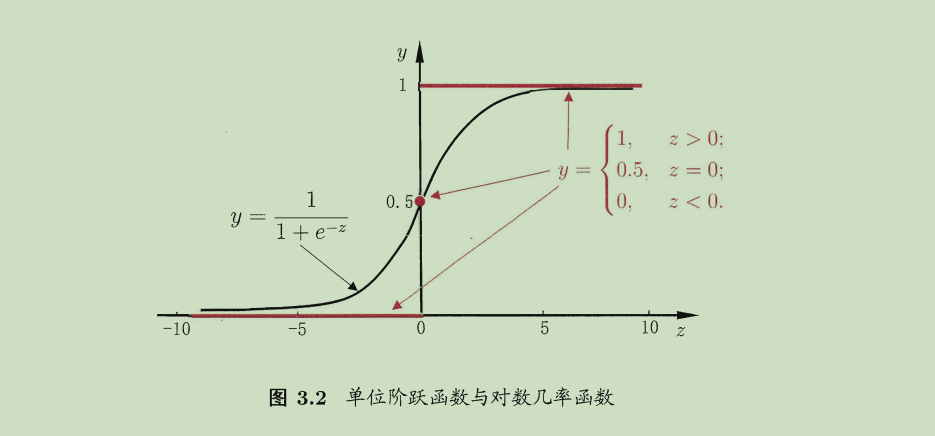 y
1
y = { 1, z > 0;
0.5, z = 0;
0, z < 0.
0.5
y = 1 / (1 + e^{-z})
-10 -5 0 5 10 z
图 3.2 单位阶跃函数与对数几率函数